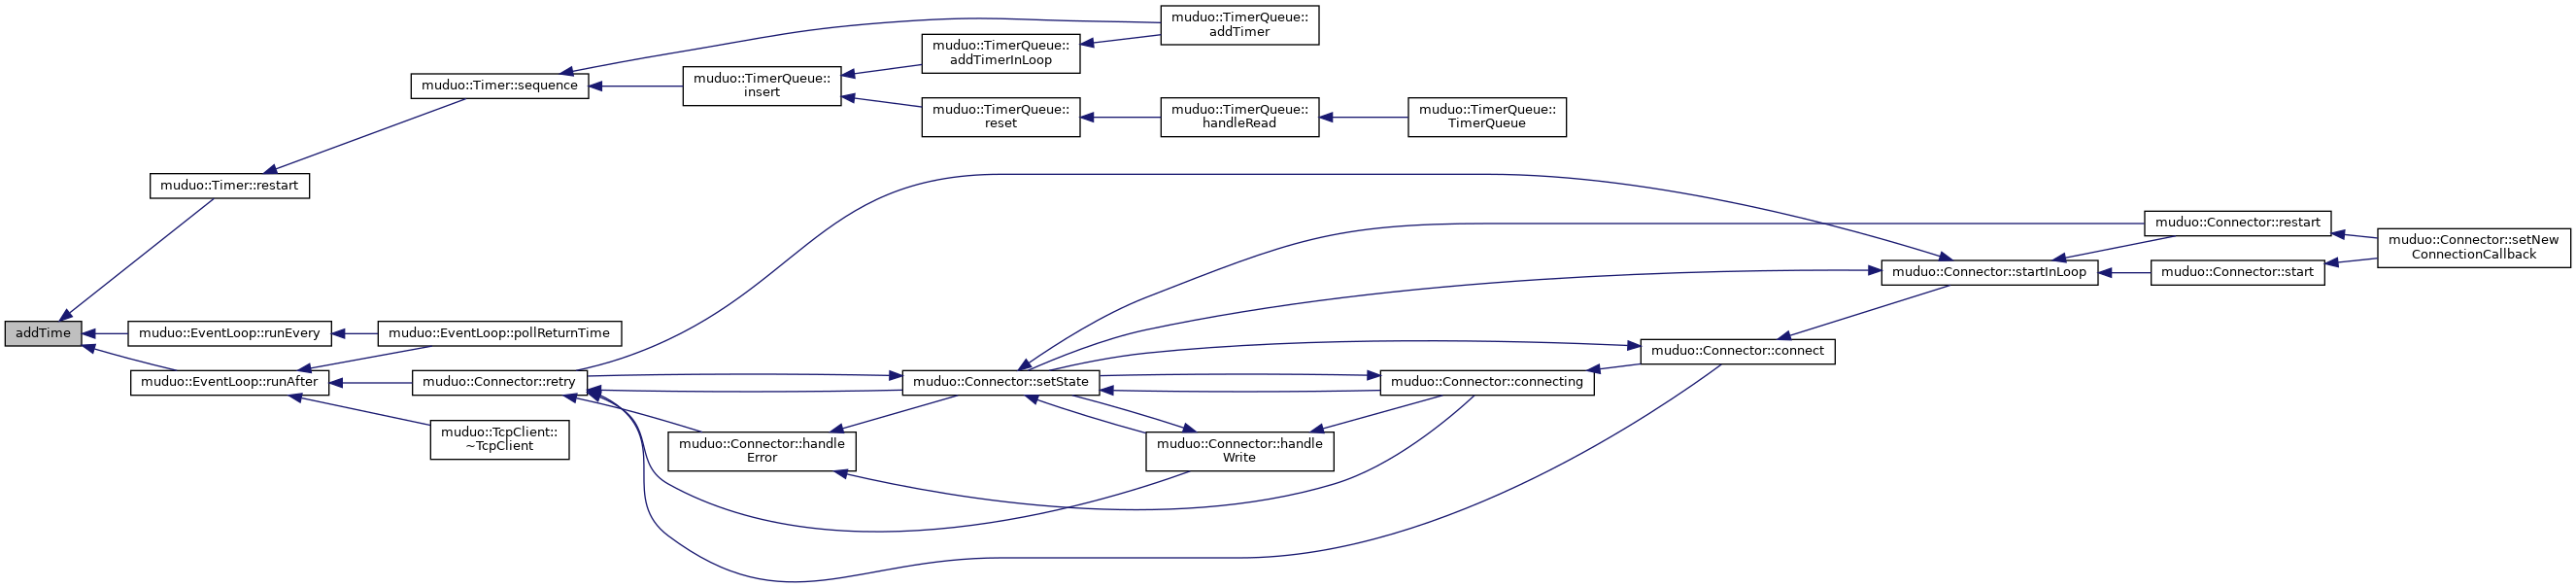 muduo::TimerQueue::
addTimer
muduo::TimerQueue::
addTimerInLoop
muduo::Timer::sequence
muduo::TimerQueue::
insert
muduo::TimerQueue::
reset
muduo::TimerQueue::
handleRead
muduo::TimerQueue::
TimerQueue
muduo::Timer::restart
muduo::Connector::restart
muduo::Connector::setNew
ConnectionCallback
muduo::Connector::startInLoop
muduo::Connector::start
addTime
muduo::EventLoop::runEvery
muduo::EventLoop::pollReturnTime
muduo::Connector::connect
muduo::EventLoop::runAfter
muduo::Connector::retry
muduo::Connector::setState
muduo::Connector::connecting
muduo::TcpClient::
~TcpClient
muduo::Connector::handle
Error
muduo::Connector::handle
Write